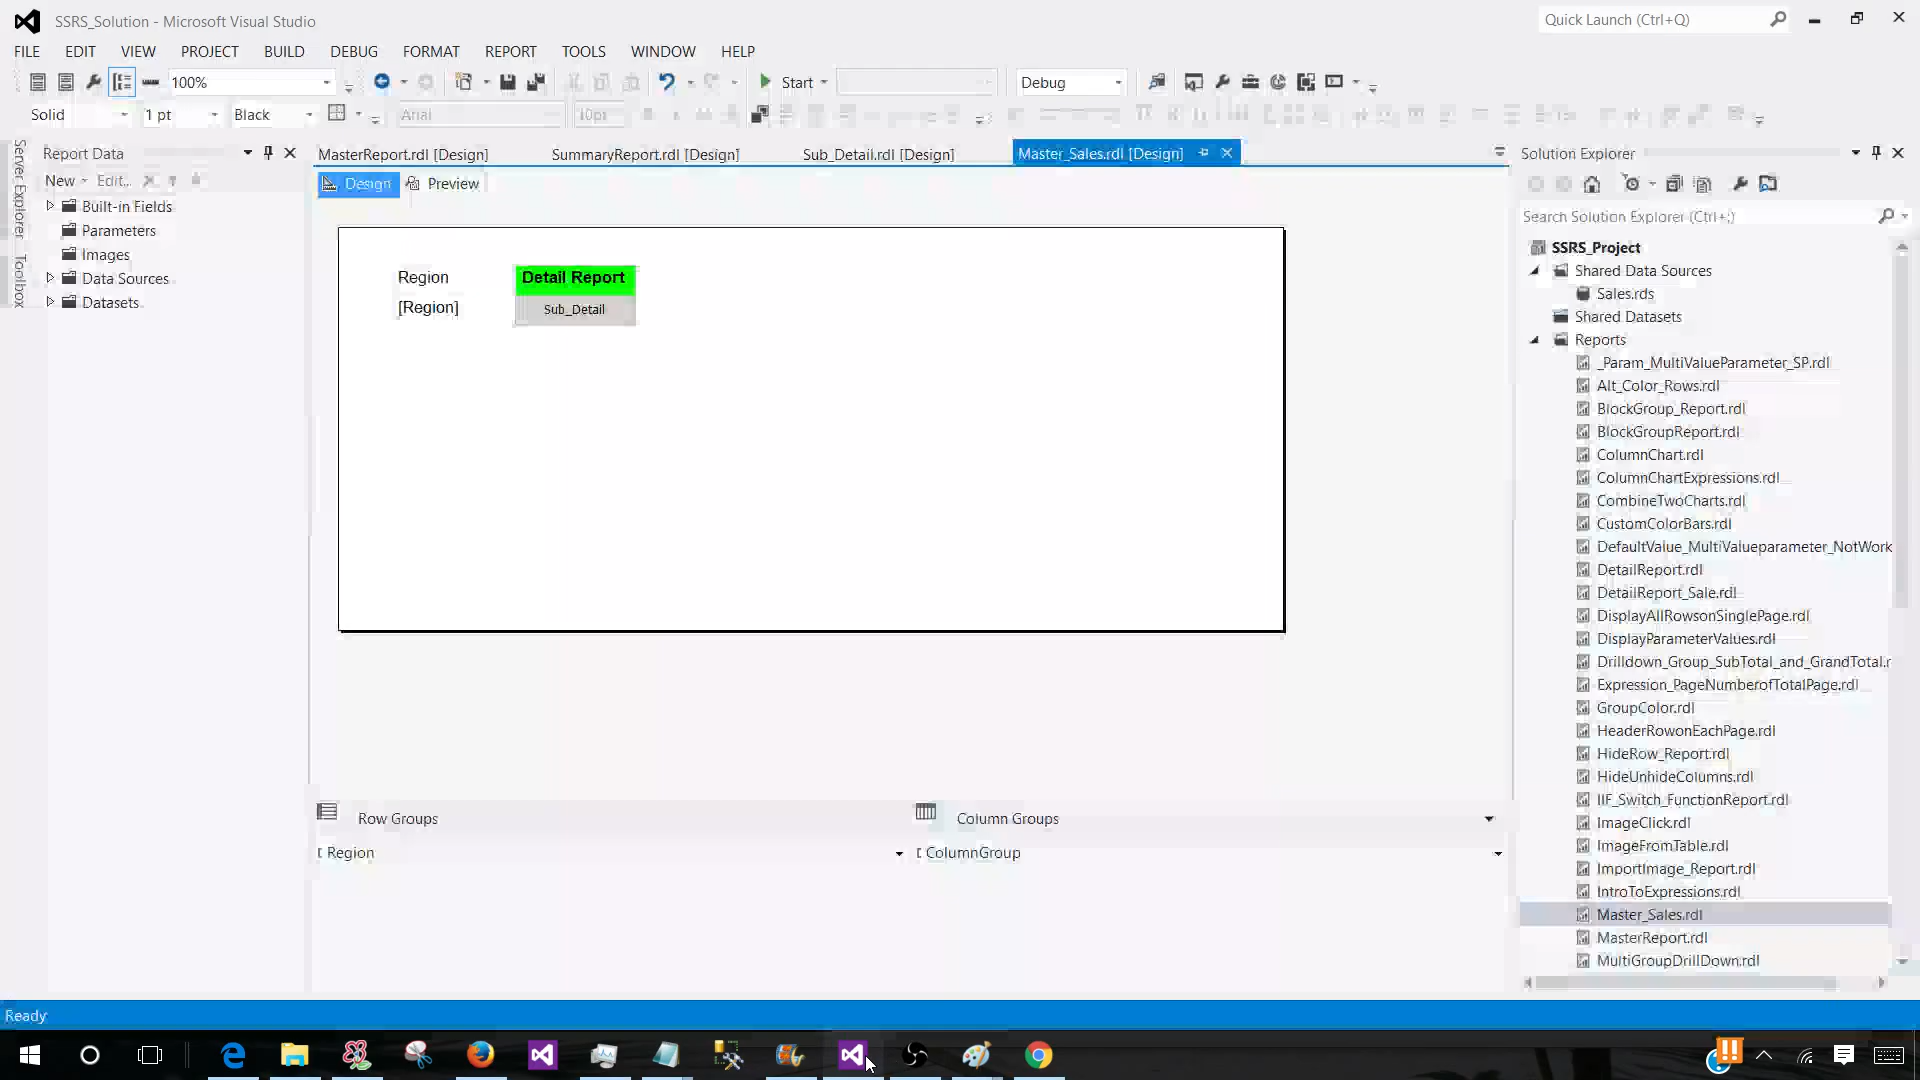 SSRS_Solution - Microsoft Visual Studio
Quick Launch (Ctrl+Q)
FILE EDIT VIEW PROJECT BUILD DEBUG FORMAT REPORT TOOLS WINDOW HELP
100% Start Debug
Solid 1 pt Black Arial 10pt
Server Explorer
Toolbox
Report Data
New Edit...
Built-in Fields
Parameters
Images
Data Sources
Datasets
MasterReport.rdl [Design] SummaryReport.rdl [Design] Sub_Detail.rdl [Design] Master_Sales.rdl [Design]
Design Preview
Region Detail Report
[Region] Sub_Detail
Row Groups Column Groups
Region ColumnGroup
Solution Explorer
Search Solution Explorer (Ctrl+;)
SSRS_Project
Shared Data Sources
Sales.rds
Shared Datasets
Reports
_Param_MultiValueParameter_SP.rdl
Alt_Color_Rows.rdl
BlockGroup_Report.rdl
BlockGroupReport.rdl
ColumnChart.rdl
ColumnChartExpressions.rdl
CombineTwoCharts.rdl
CustomColorBars.rdl
DefaultValue_MultiValueparameter_NotWork
DetailReport.rdl
DetailReport_Sale.rdl
DisplayAllRowsonSinglePage.rdl
DisplayParameterValues.rdl
Drilldown_Group_SubTotal_and_GrandTotal.r
Expression_PageNumberofTotalPage.rdl
GroupColor.rdl
HeaderRowonEachPage.rdl
HideRow_Report.rdl
HideUnhideColumns.rdl
IIF_Switch_FunctionReport.rdl
ImageClick.rdl
ImageFromTable.rdl
ImportImage_Report.rdl
IntroToExpressions.rdl
Master_Sales.rdl
MasterReport.rdl
MultiGroupDrillDown.rdl
Ready